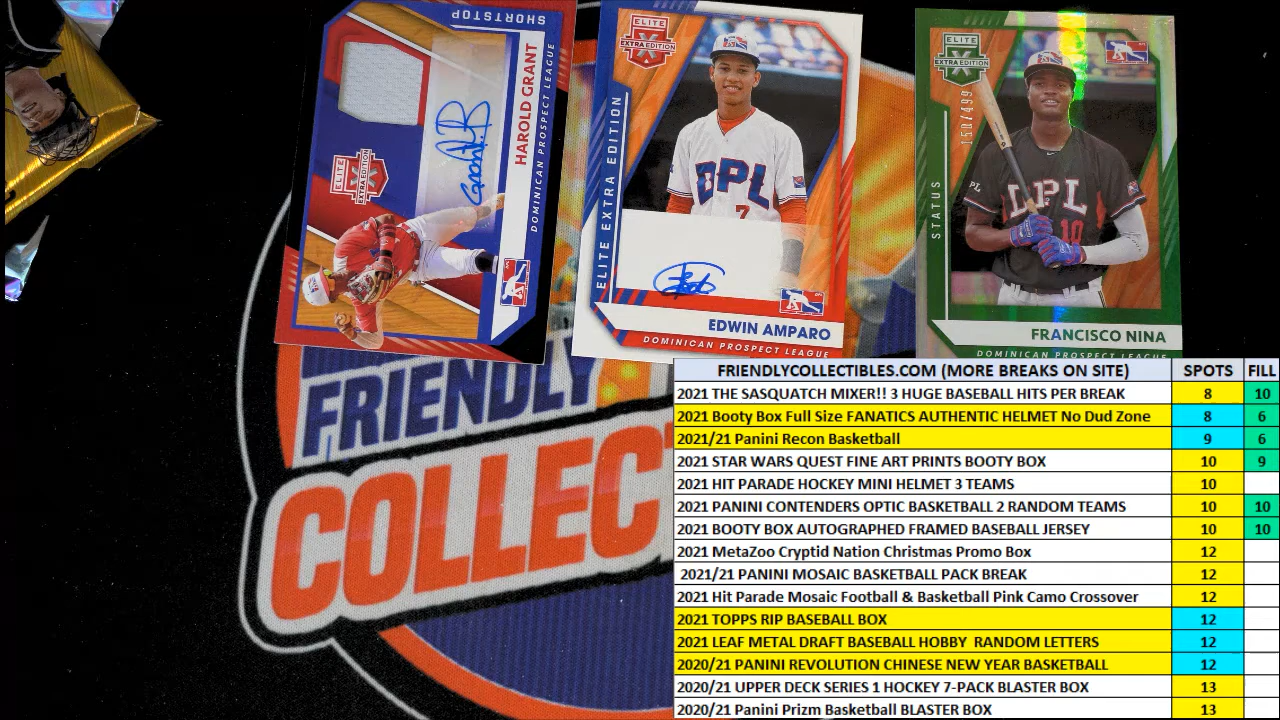 SHORTSTOP
ELITE
EXTRA EDITION
HAROLD GRANT
DOMINICAN PROSPECT LEAGUE
ELITE
EXTRA EDITION
ELITE EXTRA EDITION
DPL
7
EDWIN AMPARO
DOMINICAN PROSPECT LEAGUE
ELITE
EXTRA EDITION
150/499
STATUS
PL
DPL
10
FRANCISCO NINA
DOMINICAN PROSPECT LEAGUE
FRIENDLY
COLLEC
FRIENDLYCOLLECTIBLES.COM (MORE BREAKS ON SITE) SPOTS FILL
2021 THE SASQUATCH MIXER!! 3 HUGE BASEBALL HITS PER BREAK 8 10
2021 Booty Box Full Size FANATICS AUTHENTIC HELMET No Dud Zone 8 6
2021/21 Panini Recon Basketball 9 6
2021 STAR WARS QUEST FINE ART PRINTS BOOTY BOX 10 9
2021 HIT PARADE HOCKEY MINI HELMET 3 TEAMS 10
2021 PANINI CONTENDERS OPTIC BASKETBALL 2 RANDOM TEAMS 10 10
2021 BOOTY BOX AUTOGRAPHED FRAMED BASEBALL JERSEY 10 10
2021 MetaZoo Cryptid Nation Christmas Promo Box 12
2021/21 PANINI MOSAIC BASKETBALL PACK BREAK 12
2021 Hit Parade Mosaic Football & Basketball Pink Camo Crossover 12
2021 TOPPS RIP BASEBALL BOX 12
2021 LEAF METAL DRAFT BASEBALL HOBBY RANDOM LETTERS 12
2020/21 PANINI REVOLUTION CHINESE NEW YEAR BASKETBALL 12
2020/21 UPPER DECK SERIES 1 HOCKEY 7-PACK BLASTER BOX 13
2020/21 Panini Prizm Basketball BLASTER BOX 13